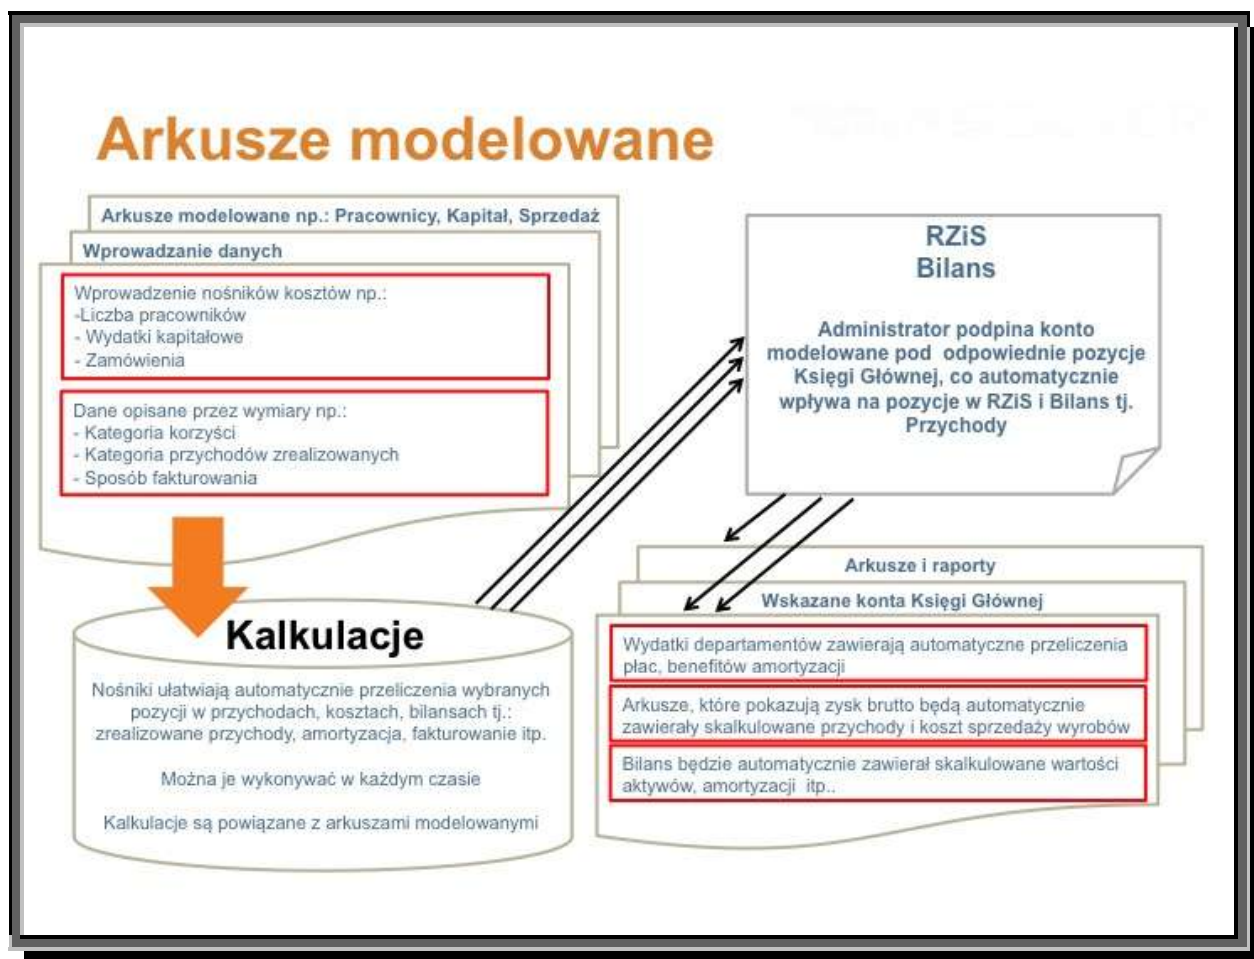 Arkusze modelowane
Arkusze modelowane np.: Pracownicy, Kapitał, Sprzedaż
Wprowadzanie danych
Wprowadzenie nośników kosztów np.:
-Liczba pracowników
- Wydatki kapitałowe
- Zamówienia
Dane opisane przez wymiary np.:
- Kategoria korzyści
- Kategoria przychodów zrealizowanych
- Sposób fakturowania
Kalkulacje
Nośniki ułatwiają automatycznie przeliczenia wybranych
pozycji w przychodach, kosztach, bilansach tj.:
zrealizowane przychody, amortyzacja, fakturowanie itp.
Można je wykonywać w każdym czasie
Kalkulacje są powiązane z arkuszami modelowanymi
RZiS
Bilans
Administrator podpina konto
modelowane pod odpowiednie pozycje
Księgi Głównej, co automatycznie
wpływa na pozycje w RZiS i Bilans tj.
Przychody
Arkusze i raporty
Wskazane konta Księgi Głównej
Wydatki departamentów zawierają automatyczne przeliczenia
płac, benefitów amortyzacji
Arkusze, które pokazują zysk brutto będą automatycznie
zawierały skalkulowane przychody i koszt sprzedaży wyrobów
Bilans będzie automatycznie zawierał skalkulowane wartości
aktywów, amortyzacji itp..